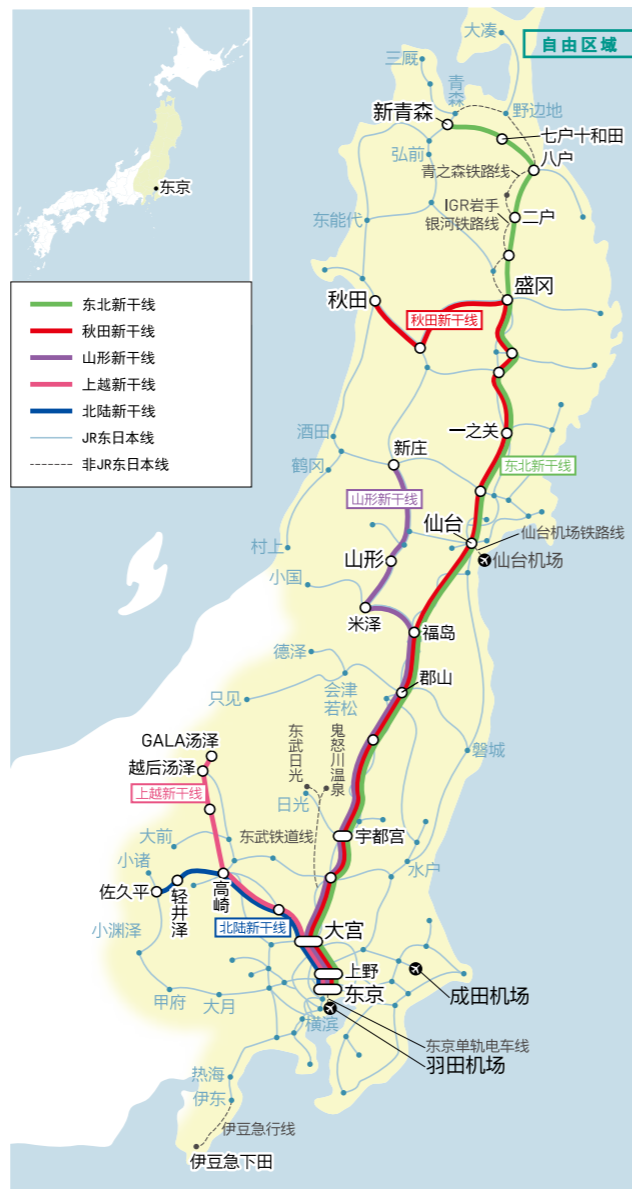 自由区域
大凑
三厩
青森
新青森
野边地
七户十和田
弘前
八户
青之森铁路线
IGR岩手
银河铁路线
二户
东能代
东京
盛冈
秋田
秋田新干线
东北新干线
秋田新干线
山形新干线
上越新干线
北陆新干线
JR东日本线
非JR东日本线
一之关
酒田
新庄
鹤冈
东北新干线
山形新干线
仙台
仙台机场铁路线
村上
山形
仙台机场
小国
米泽
福岛
德泽
郡山
会津
若松
只见
东武日光
鬼怒川温泉
GALA汤泽
磐城
越后汤泽
上越新干线
日光
大前
东武铁道线
宇都宫
小诸
水户
佐久平
轻井泽
高崎
小渊泽
北陆新干线
大宫
上野
东京
成田机场
甲府
大月
横滨
东京单轨电车线
羽田机场
热海
伊东
伊豆急行线
伊豆急下田